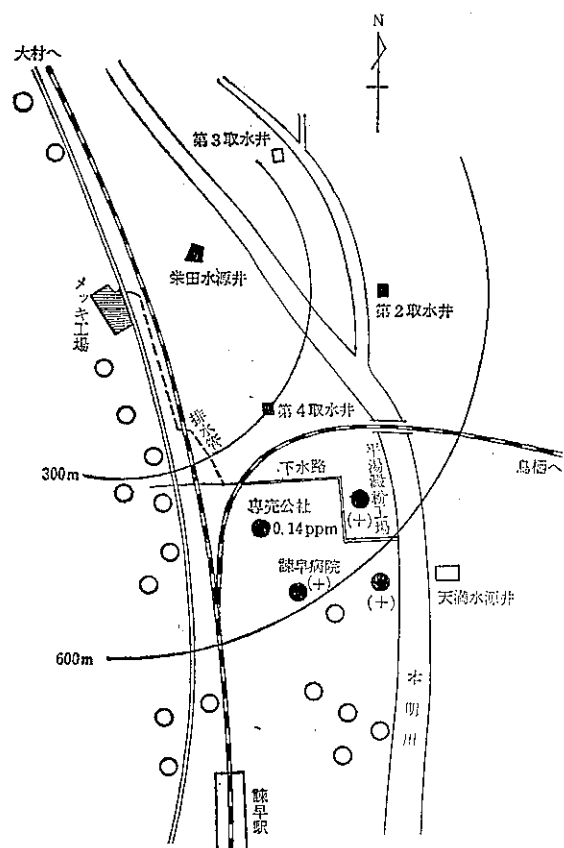 N
大村へ
第3取水井
柴田水源井
メッキ工場
第2取水井
第4取水井
排水溝
300m
下水路
鳥栖へ
平湯澱粉工場
(+)
専売公社
0.14ppm
諫早病院
(+)
(+)
天満水源井
600m
本明川
諫早駅